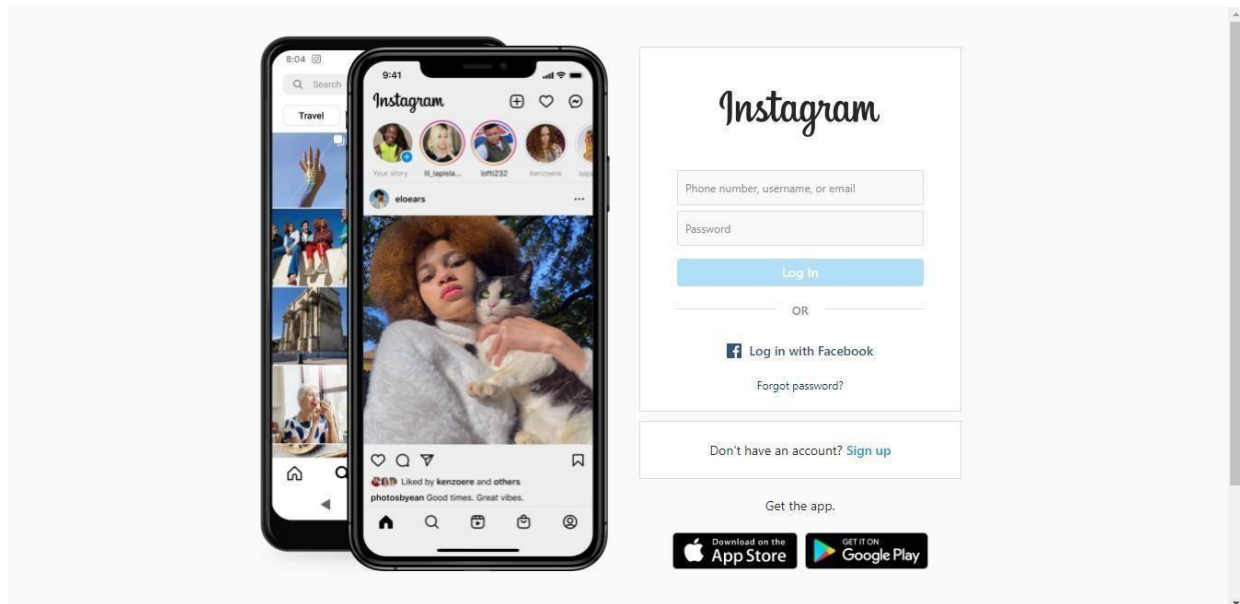 8:04
Search
Travel
9:41
Instagram
Your story lil_lapisla... lofti232 kenzoere sap
eloears
Liked by kenzoere and others
photosbyean Good times. Great vibes.
Instagram
Phone number, username, or email
Password
Log In
OR
Log in with Facebook
Forgot password?
Don't have an account? Sign up
Get the app.
Download on the
App Store
GET IT ON
Google Play